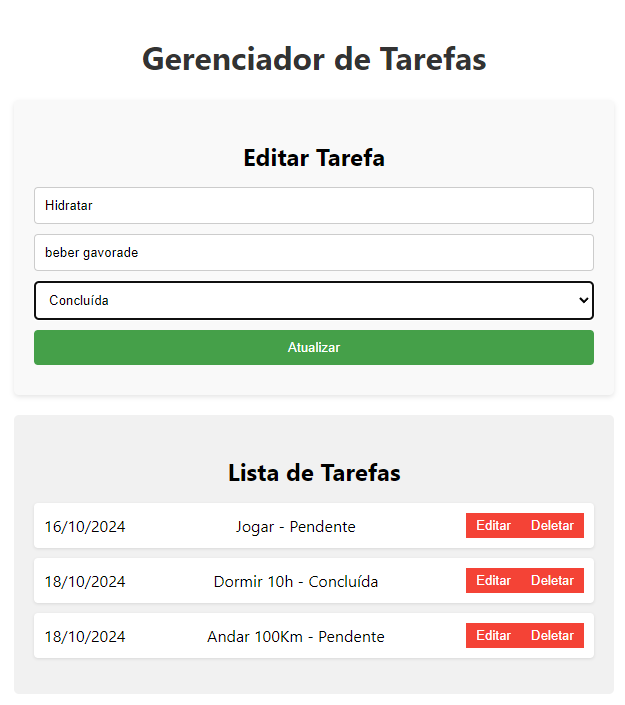 Gerenciador de Tarefas
Editar Tarefa
Hidratar
beber gavorade
Concluída
Atualizar
Lista de Tarefas
16/10/2024 Jogar - Pendente Editar Deletar
18/10/2024 Dormir 10h - Concluída Editar Deletar
18/10/2024 Andar 100Km - Pendente Editar Deletar